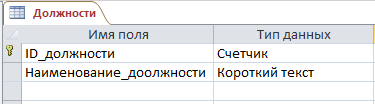 Должности
Имя поля Тип данных
ID_должности Счетчик
Наименование_доолжности Короткий текст